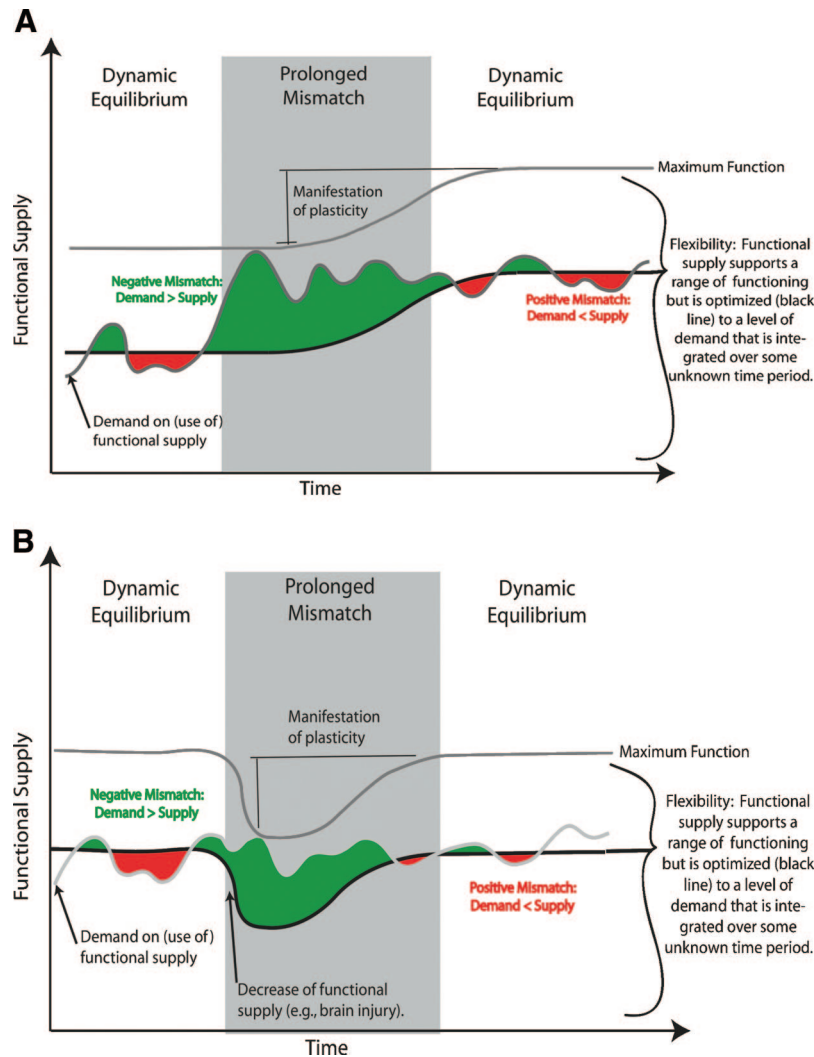 A
Dynamic
Equilibrium
Prolonged
Mismatch
Dynamic
Equilibrium
Functional Supply
Manifestation
of plasticity
Maximum Function
Negative Mismatch:
Demand > Supply
Positive Mismatch:
Demand < Supply
Flexibility: Functional
supply supports a
range of functioning
but is optimized (black
line) to a level of
demand that is inte-
grated over some
unknown time period.
Demand on (use of)
functional supply
Time
B
Dynamic
Equilibrium
Prolonged
Mismatch
Dynamic
Equilibrium
Functional Supply
Manifestation
of plasticity
Maximum Function
Negative Mismatch:
Demand > Supply
Positive Mismatch:
Demand < Supply
Flexibility: Functional
supply supports a
range of functioning
but is optimized (black
line) to a level of
demand that is inte-
grated over some
unknown time period.
Demand on (use of)
functional supply
Decrease of functional
supply (e.g., brain injury).
Time